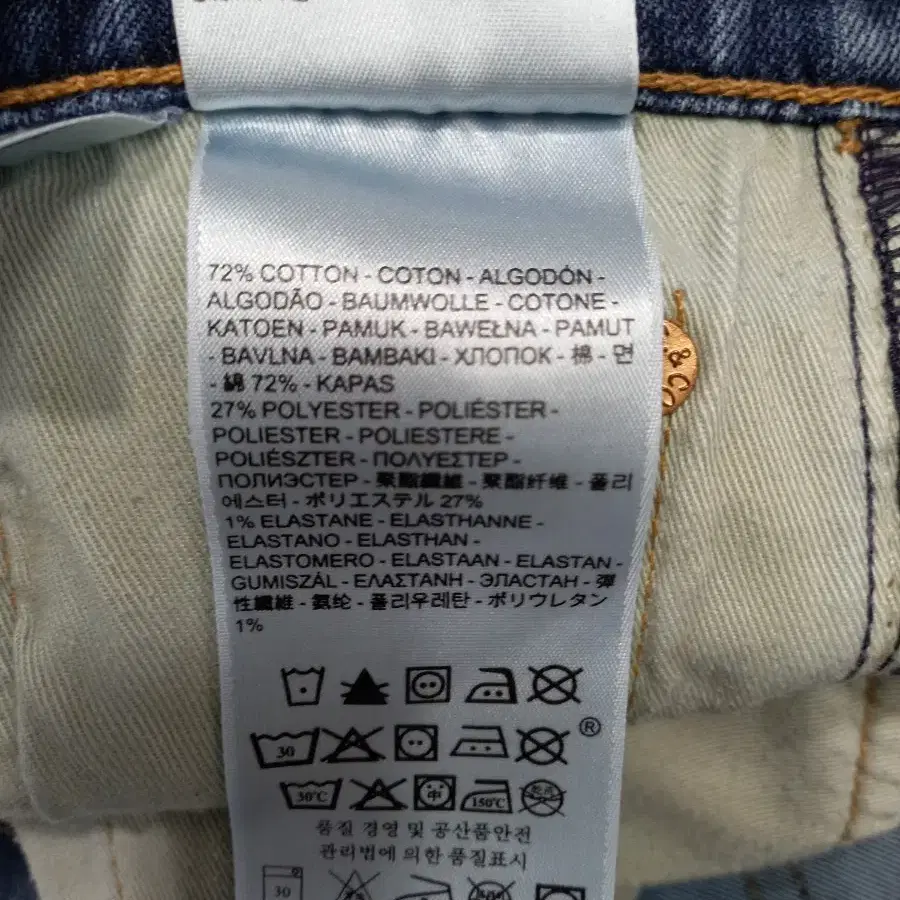 72% COTTON - COTON - ALGODÓN -
ALGODÃO - BAUMWOLLE - COTONE -
KATOEN - PAMUK - BAWEŁNA - PAMUT
- BAVLNA - BAMBAKI - ХЛОПОК - 棉 - 면
- 綿 72% - KAPAS
27% POLYESTER - POLIÉSTER -
POLIESTER - POLIESTERE -
POLIÉSZTER - ΠΟΛΥΕΣΤΕΡ -
ПОЛИЭСТЕР - 聚酯纖維 - 聚酯纤维 - 폴리
에스터 - ポリエステル 27%
1% ELASTANE - ELASTHANNE -
ELASTANO - ELASTHAN -
ELASTOMERO - ELASTAAN - ELASTAN -
GUMISZÁL - ΕΛΑΣΤΑΝΗ - ЭЛАСТАН - 彈
性纖維 - 氨纶 - 폴리우레탄 - ポリウレタン
1%
& CO
30 ®
30°C 中 150°C
품질 경영 및 공산품안전
관리법에 의한 품질표시
30